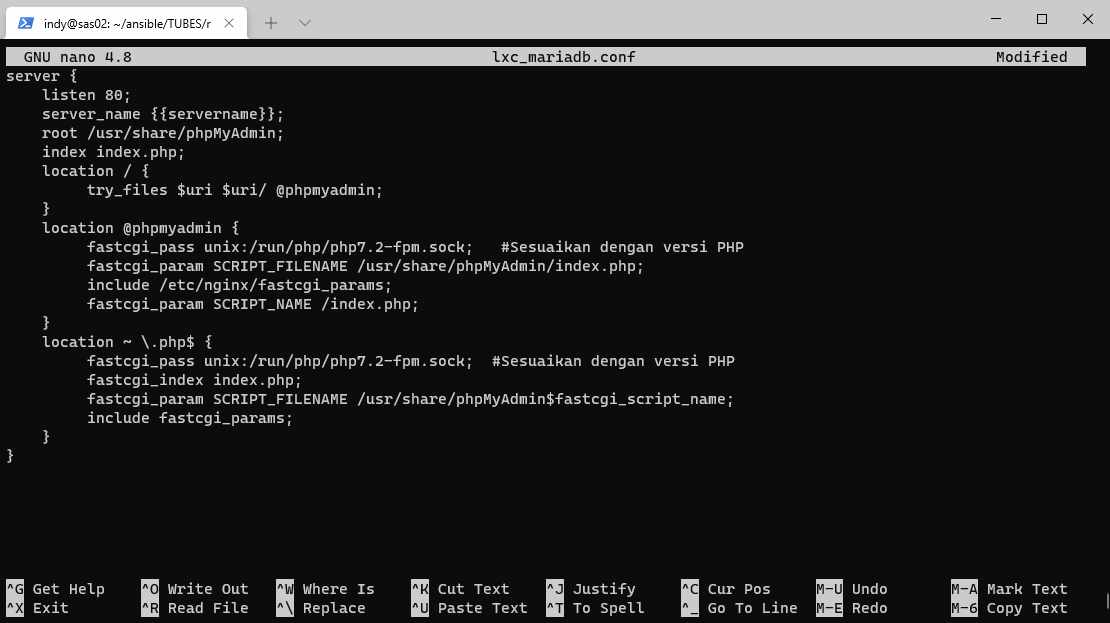 indy@sas02: ~/ansible/TUBES/r
GNU nano 4.8 lxc_mariadb.conf Modified
server {
    listen 80;
    server_name {{servername}};
    root /usr/share/phpMyAdmin;
    index index.php;
    location / {
         try_files $uri $uri/ @phpmyadmin;
    }
    location @phpmyadmin {
         fastcgi_pass unix:/run/php/php7.2-fpm.sock;   #Sesuaikan dengan versi PHP
         fastcgi_param SCRIPT_FILENAME /usr/share/phpMyAdmin/index.php;
         include /etc/nginx/fastcgi_params;
         fastcgi_param SCRIPT_NAME /index.php;
    }
    location ~ \.php$ {
         fastcgi_pass unix:/run/php/php7.2-fpm.sock;  #Sesuaikan dengan versi PHP
         fastcgi_index index.php;
         fastcgi_param SCRIPT_FILENAME /usr/share/phpMyAdmin$fastcgi_script_name;
         include fastcgi_params;
    }
}
^G Get Help ^O Write Out ^W Where Is ^K Cut Text ^J Justify ^C Cur Pos M-U Undo M-A Mark Text
^X Exit ^R Read File ^\ Replace ^U Paste Text ^T To Spell ^_ Go To Line M-E Redo M-6 Copy Text